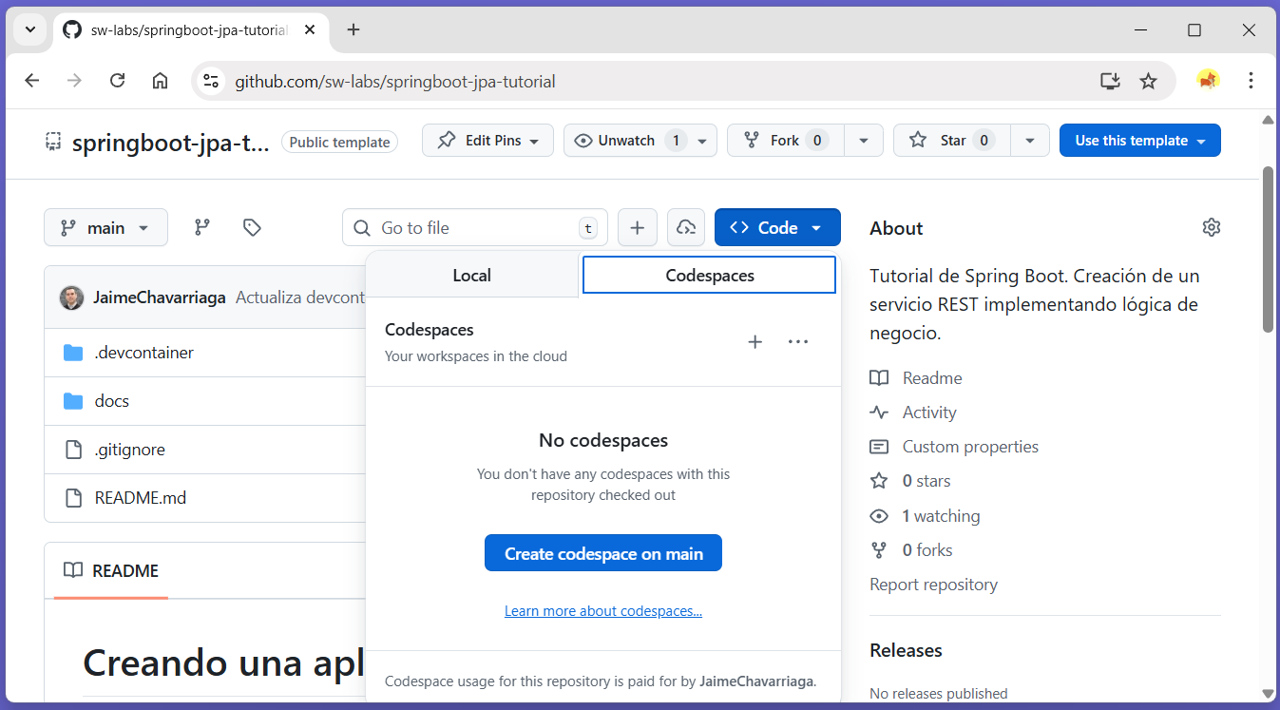 sw-labs/springboot-jpa-tutorial
github.com/sw-labs/springboot-jpa-tutorial
springboot-jpa-t...
Public template
Edit Pins
Unwatch 1
Fork 0
Star 0
Use this template
main
Go to file
t
Code
Local
Codespaces
JaimeChavarriaga Actualiza devcont
.devcontainer
docs
.gitignore
README.md
README
Creando una apl
Codespaces
Your workspaces in the cloud
No codespaces
You don't have any codespaces with this
repository checked out
Create codespace on main
Learn more about codespaces...
Codespace usage for this repository is paid for by JaimeChavarriaga.
About
Tutorial de Spring Boot. Creación de un
servicio REST implementando lógica de
negocio.
Readme
Activity
Custom properties
0 stars
1 watching
0 forks
Report repository
Releases
No releases published